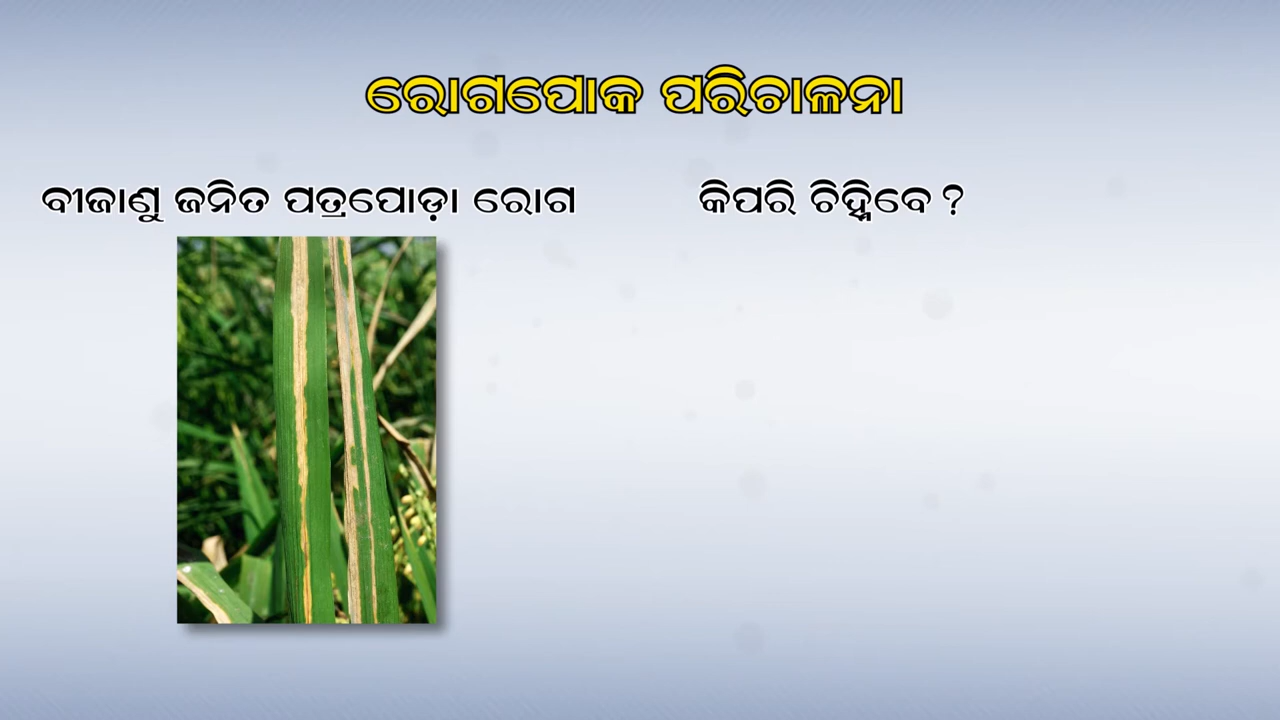 ରୋଗପୋକ ପରିଚାଳନା
ବୀଜାଣୁ ଜନିତ ପତ୍ରପୋଡ଼ା ରୋଗ
କିପରି ଚିହ୍ନିବେ ?